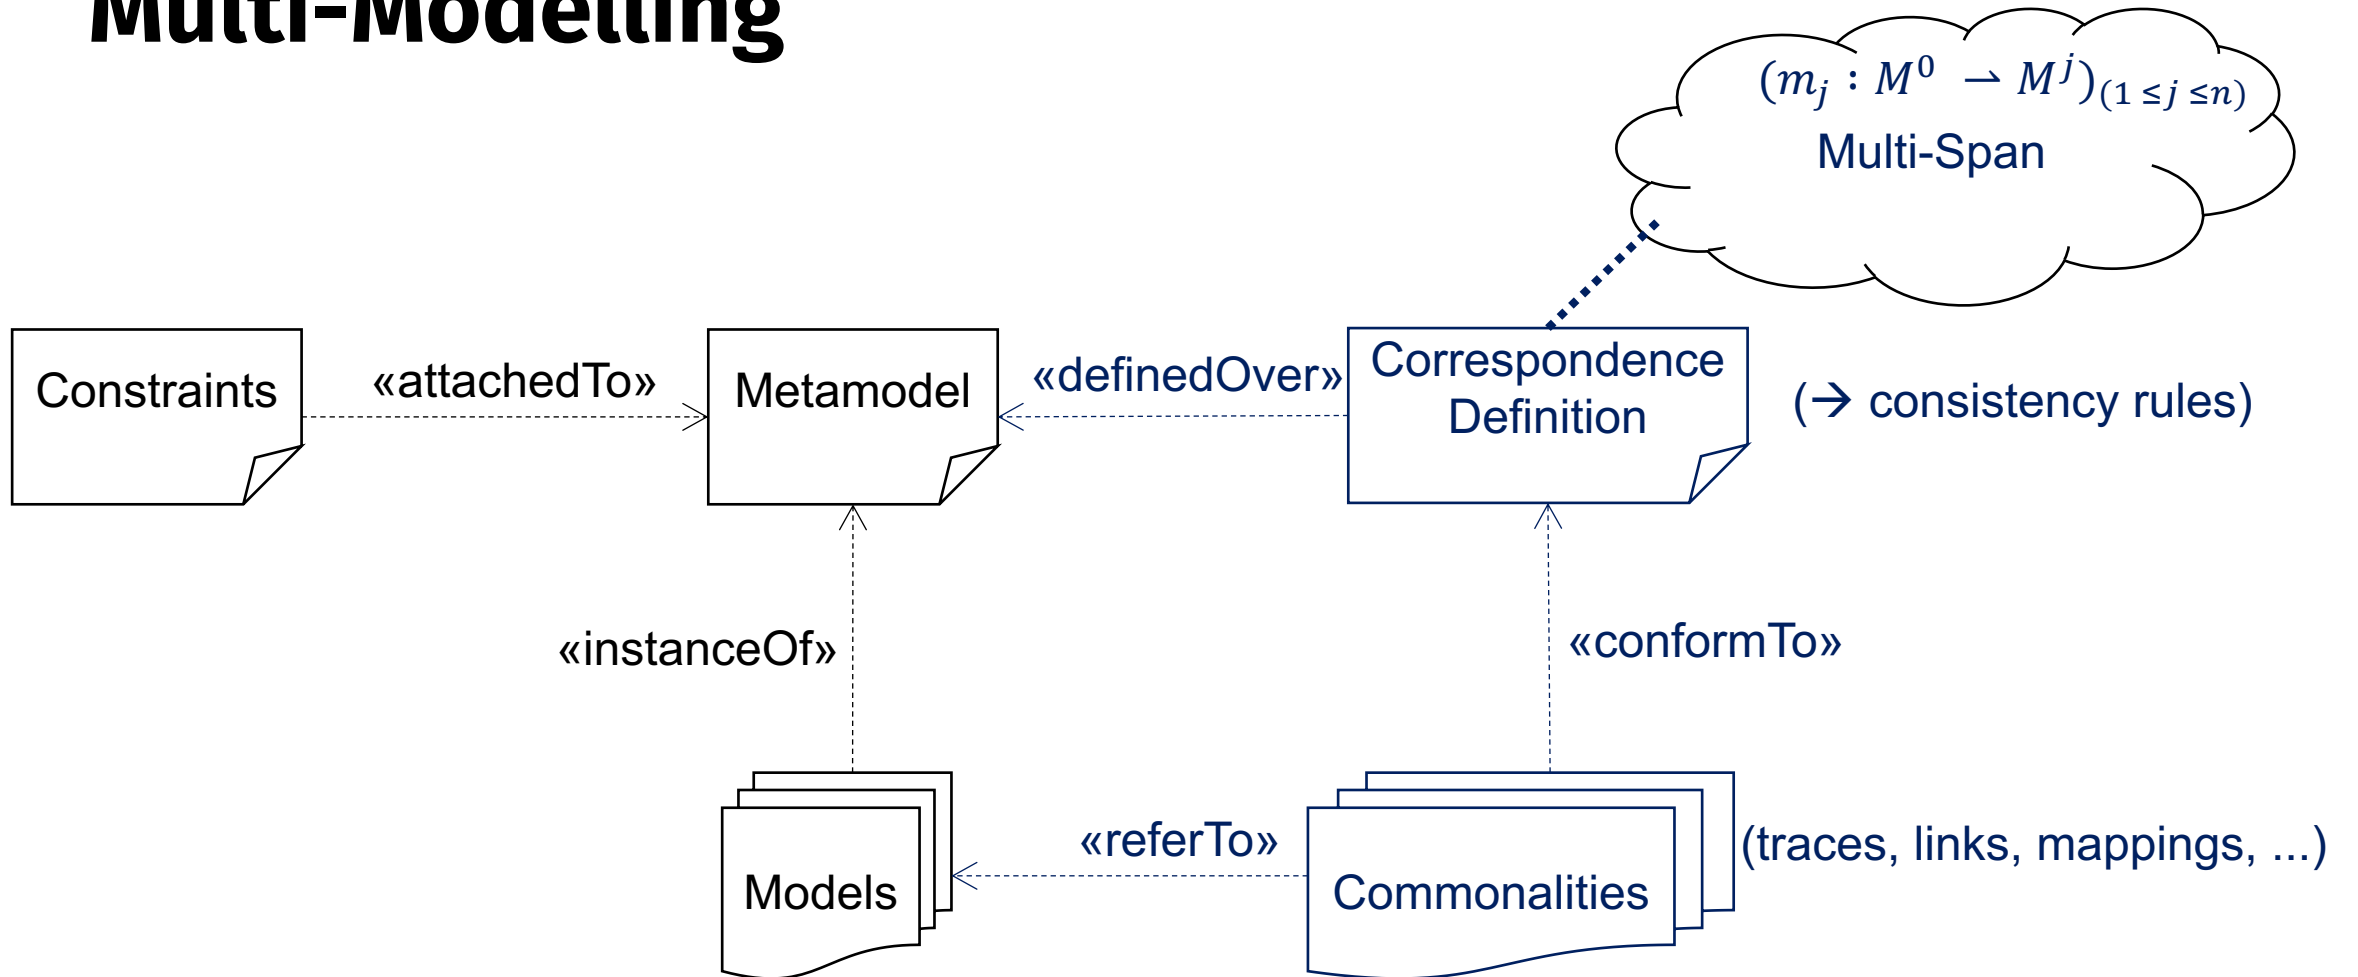 Multi-Modelling
(m_j : M^0 ⇀ M^j)_(1 ≤ j ≤ n)
Multi-Span
Constraints
«attachedTo»
Metamodel
«definedOver»
Correspondence
Definition
(→ consistency rules)
«instanceOf»
«conformTo»
Models
«referTo»
Commonalities
(traces, links, mappings, ...)